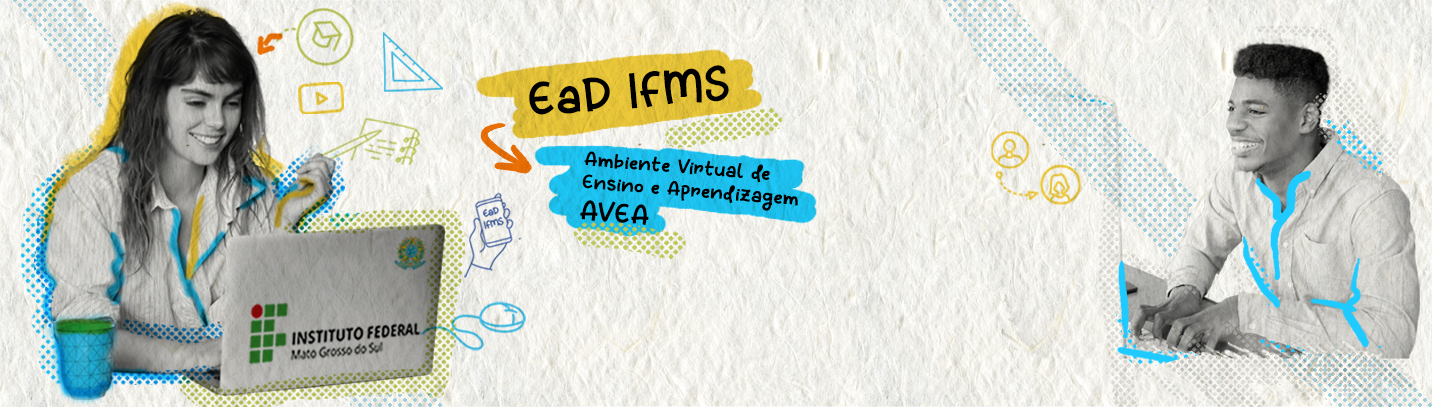 EaD IFMS
Ambiente Virtual de
Ensino e Aprendizagem
AVEA
EaD
IFMS
INSTITUTO FEDERAL
Mato Grosso do Sul